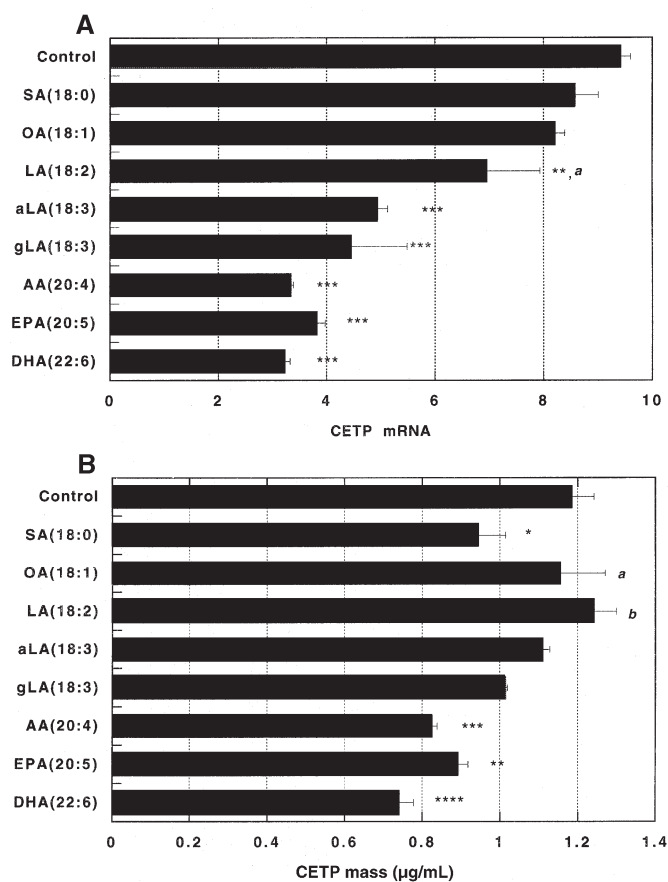 A
Control
SA(18:0)
OA(18:1)
LA(18:2) **,a
aLA(18:3) ***
gLA(18:3) ***
AA(20:4) ***
EPA(20:5) ***
DHA(22:6) ***
0 2 4 6 8 10
CETP mRNA
B
Control
SA(18:0) *
OA(18:1) a
LA(18:2) b
aLA(18:3)
gLA(18:3)
AA(20:4) ***
EPA(20:5) **
DHA(22:6) ****
0 0.2 0.4 0.6 0.8 1 1.2 1.4
CETP mass (µg/mL)